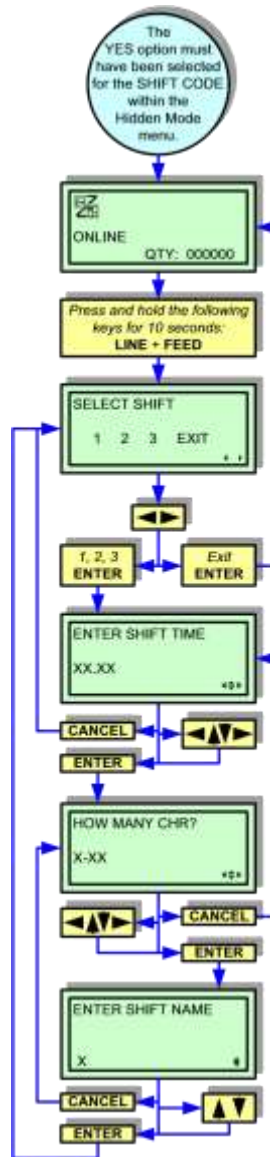 The
YES option must
have been selected
for the SHIFT CODE
within the
Hidden Mode
menu.
ONLINE
QTY: 000000
Press and hold the following
keys for 10 seconds:
LINE + FEED
SELECT SHIFT
1 2 3 EXIT
1, 2, 3
ENTER
Exit
ENTER
ENTER SHIFT TIME
XX.XX
CANCEL
ENTER
HOW MANY CHR?
X-XX
CANCEL
ENTER
ENTER SHIFT NAME
X
CANCEL
ENTER